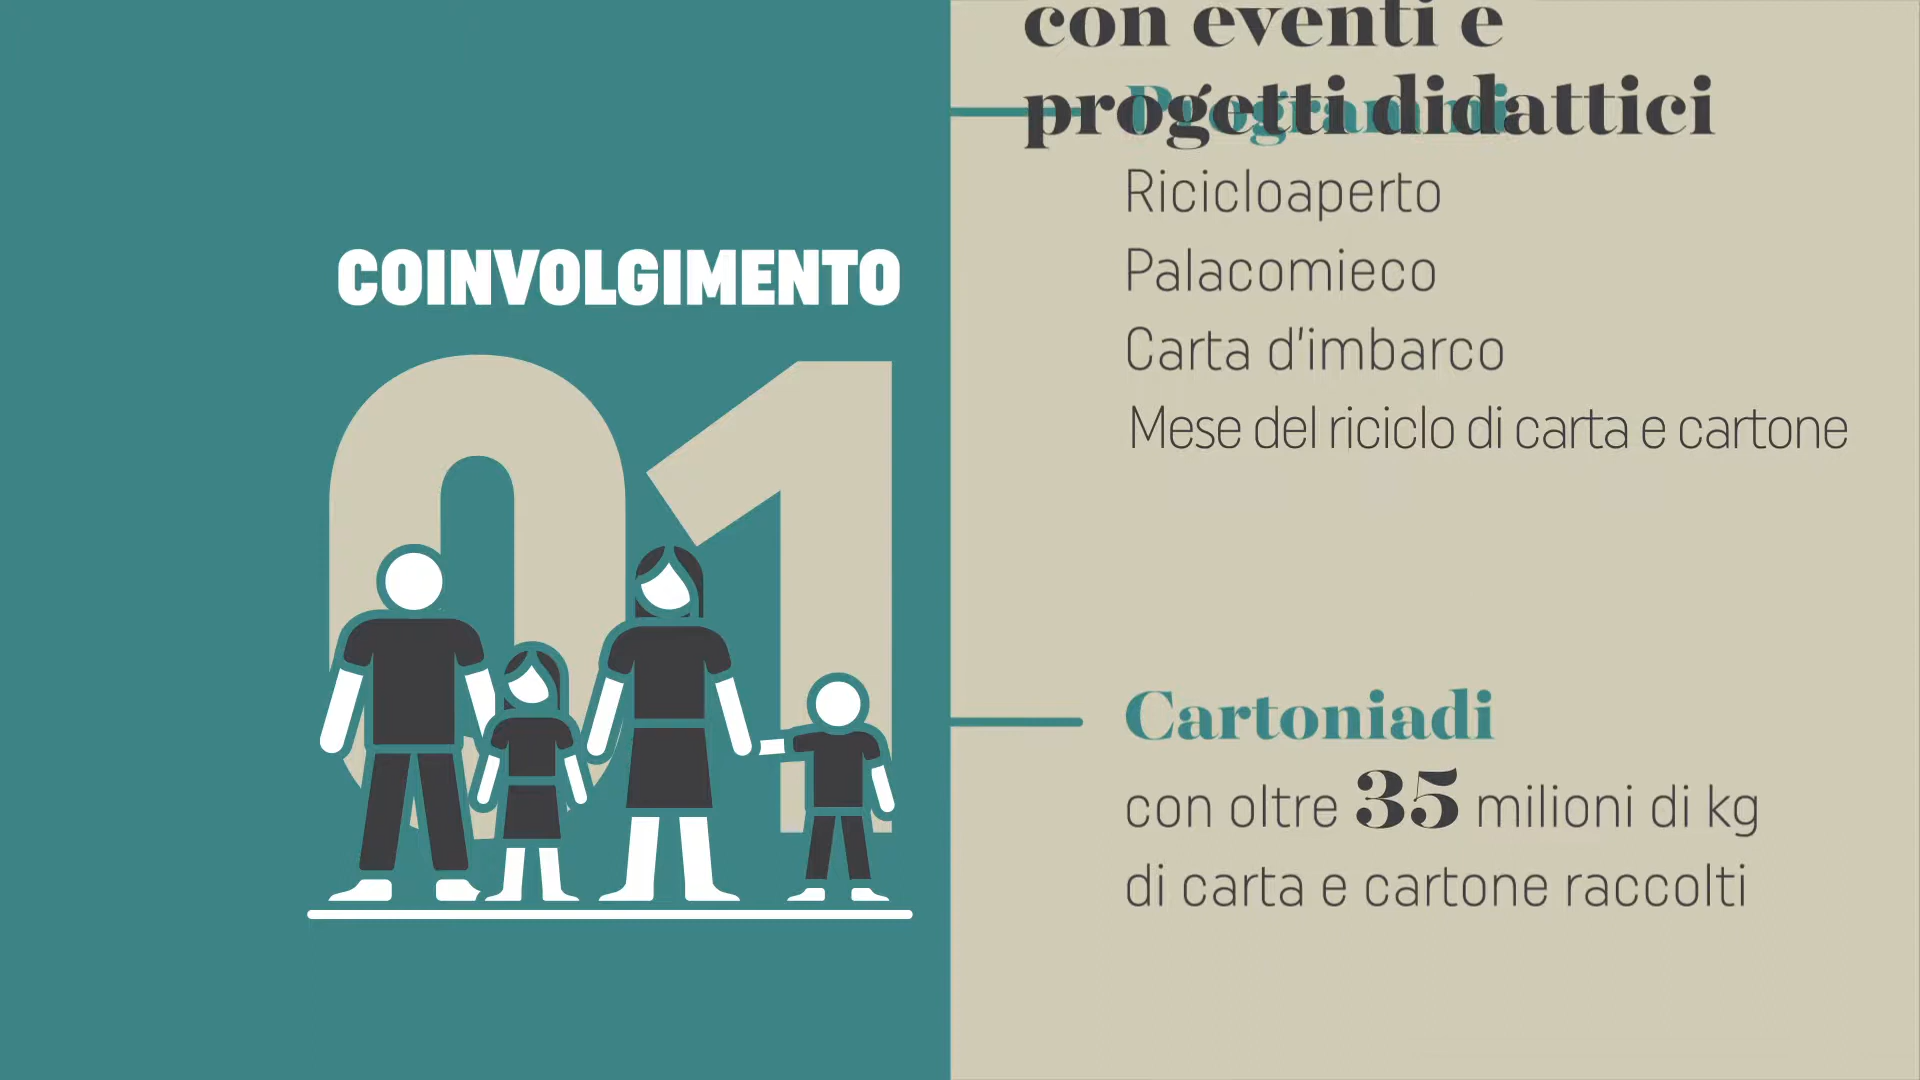 COINVOLGIMENTO
01
con eventi e
progetti didattici
Programmi
Ricicloaperto
Palacomieco
Carta d'imbarco
Mese del riciclo di carta e cartone
Cartoniadi
con oltre 35 milioni di kg
di carta e cartone raccolti